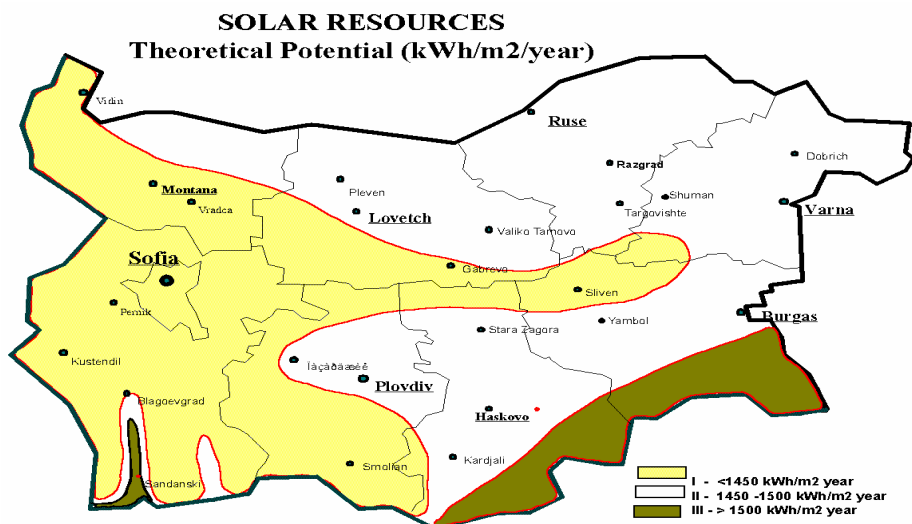 SOLAR RESOURCES
Theoretical Potential (kWh/m2/year)
Vidin
Ruse
Razgrad
Dobrich
Montana
Pleven
Shuman
Vradca
Lovetch
Targovishte
Varna
Valiko Tarnovo
Sofia
Gabrevo
Sliven
Pernik
Burgas
Yambol
Stara Zagora
Kustendil
Íàçàðäæèê
Plovdiv
Blagoevgrad
Haskovo
Smolian
Kardjali
Sandanski
I - <1450 kWh/m2 year
II - 1450 -1500 kWh/m2 year
III - > 1500 kWh/m2 year